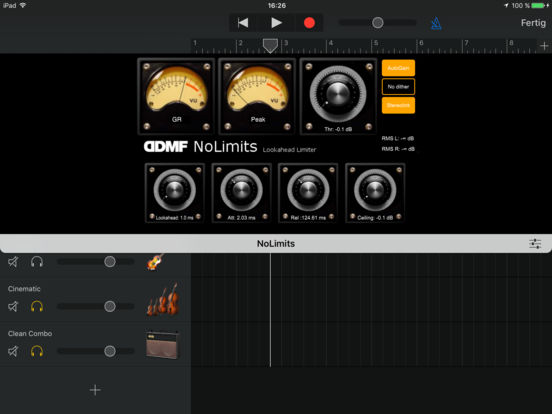 iPad 16:26 100 %
Fertig
1 2 3 4 5 6 7 8
VU VU
GR Peak Thr: -0.1 dB
AutoGain
No dither
Stereolink
RMS L: -∞ dB
RMS R: -∞ dB
DDMF NoLimits Lookahead Limiter
Lookahead: 1.0 ms Att: 2.03 ms Rel :124.61 ms Ceiling: -0.1 dB
NoLimits
Cinematic
Clean Combo